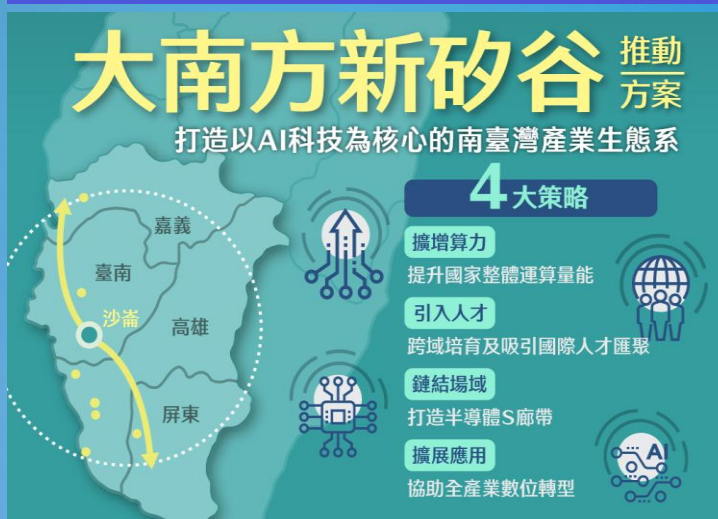 大南方新矽谷 推動方案
打造以AI科技為核心的南臺灣產業生態系
4大策略
擴增算力
提升國家整體運算量能
引入人才
跨域培育及吸引國際人才匯聚
鏈結場域
打造半導體S廊帶
擴展應用
協助全產業數位轉型
嘉義
臺南
沙崙
高雄
屏東
AI